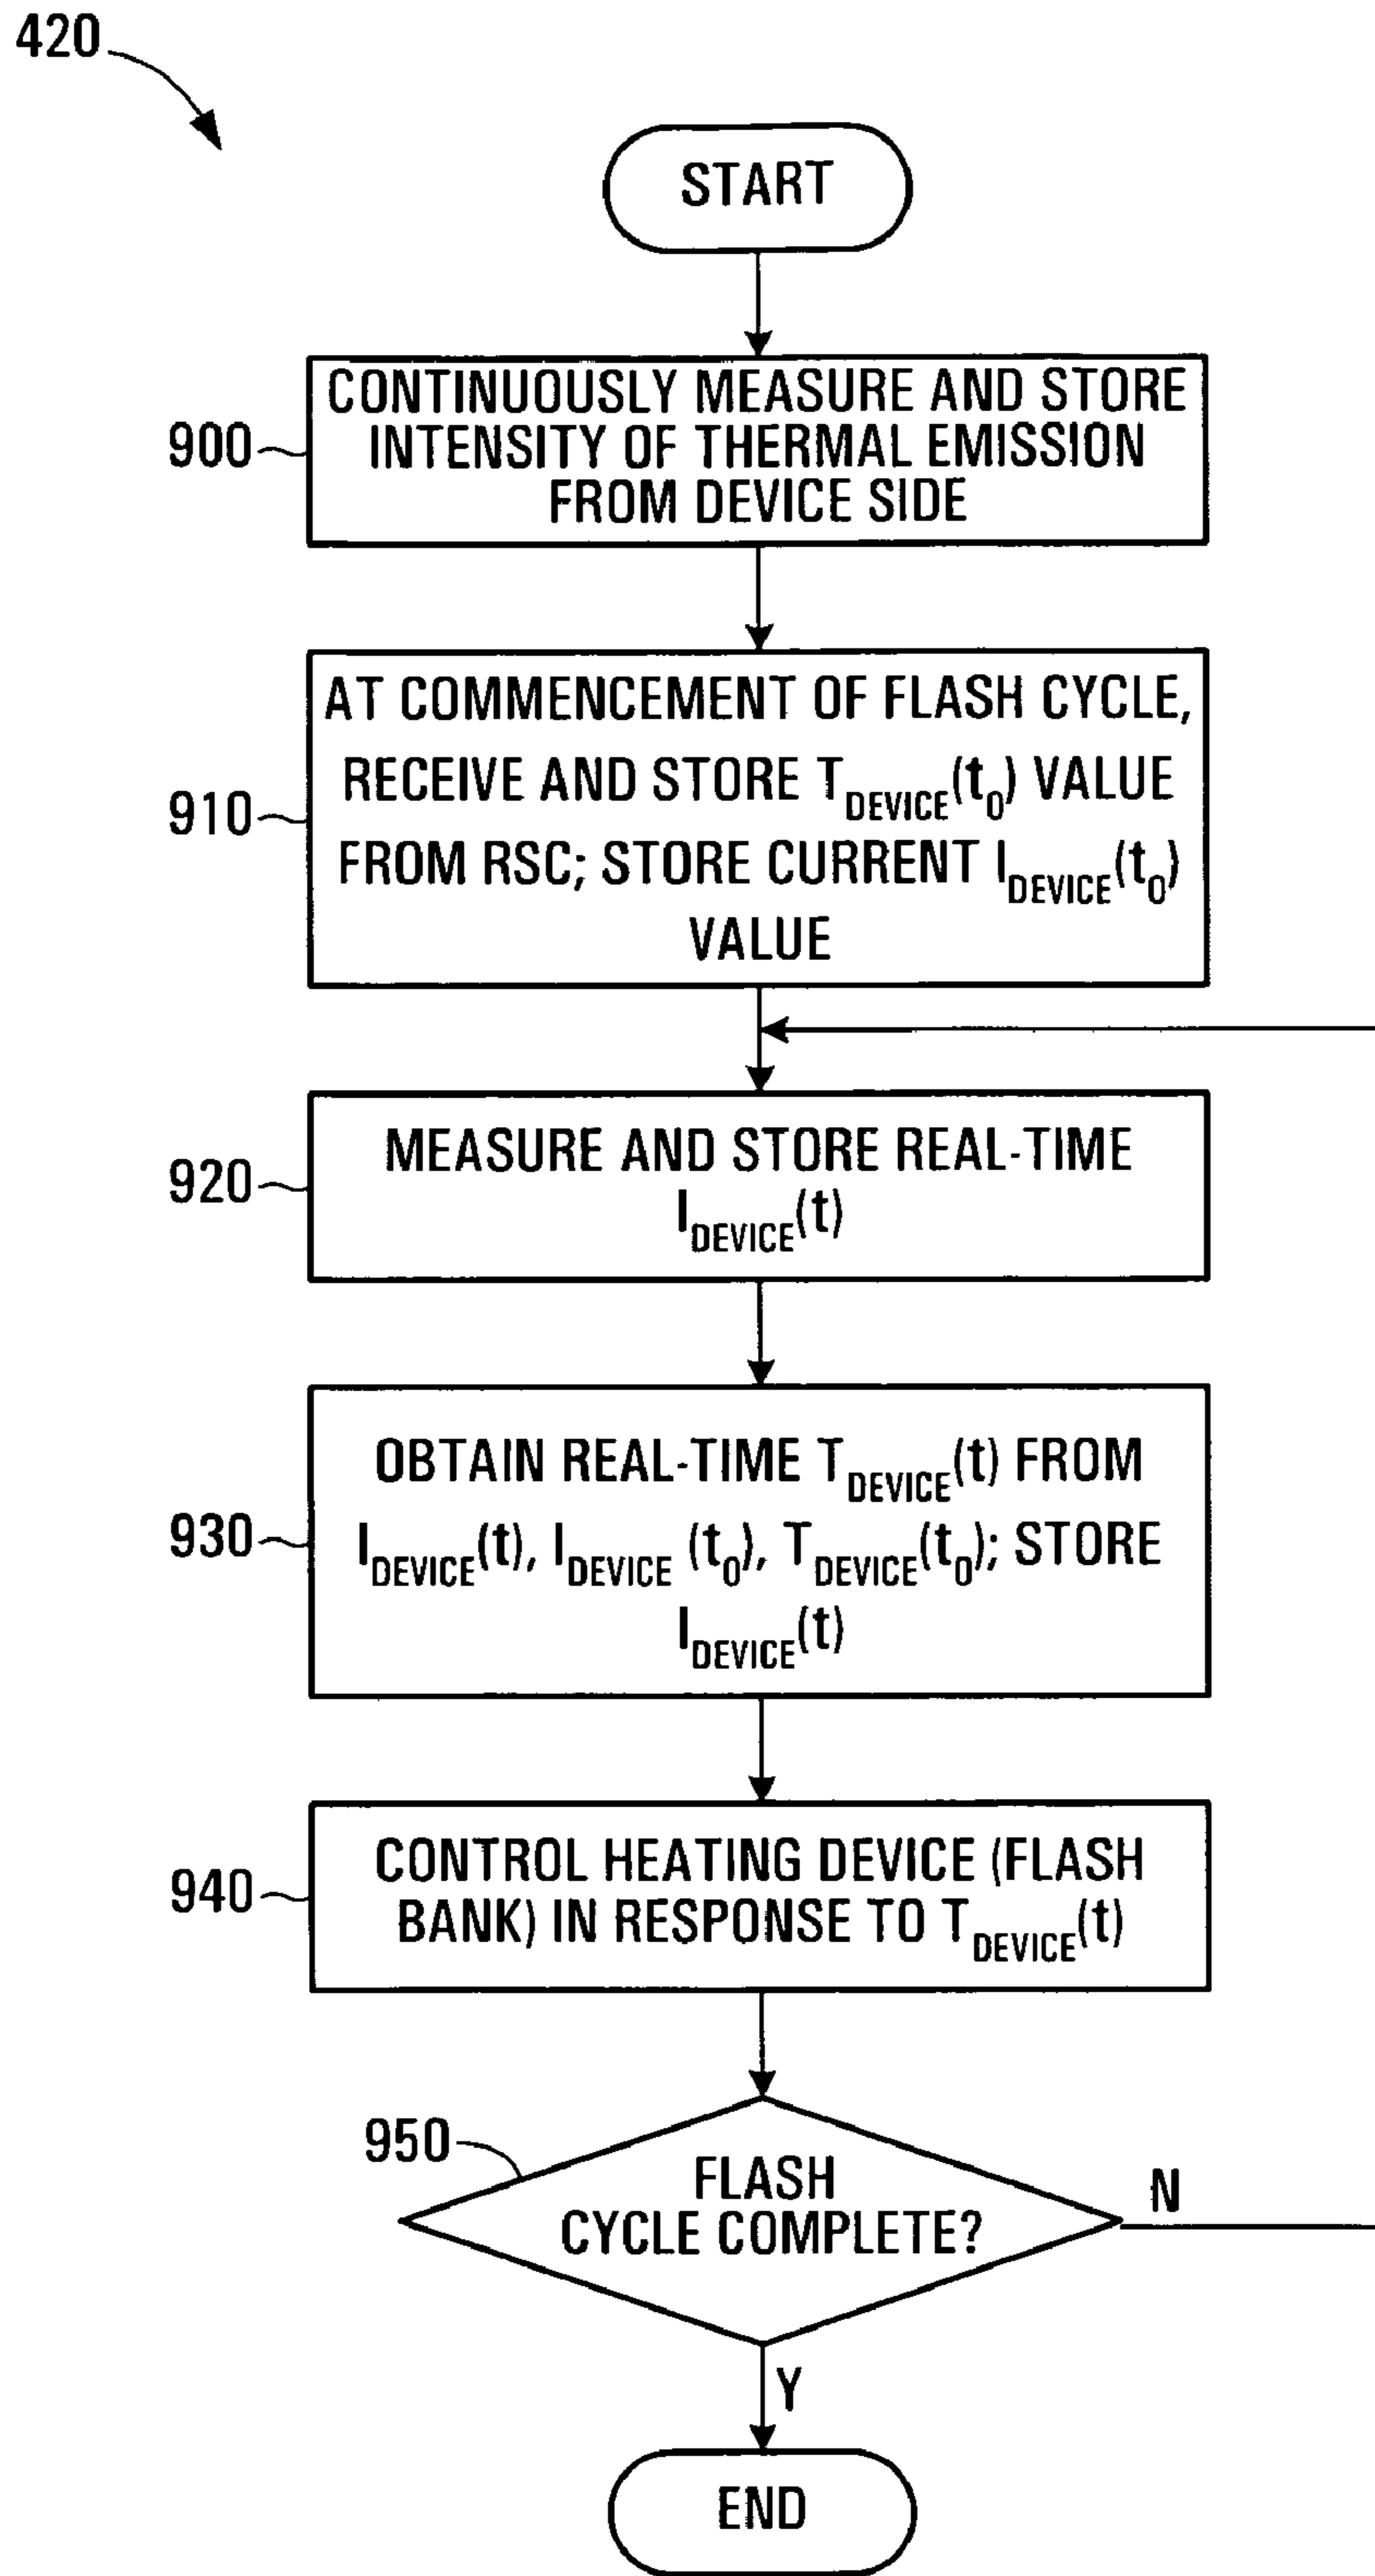 420
START
900
CONTINUOUSLY MEASURE AND STORE
INTENSITY OF THERMAL EMISSION
FROM DEVICE SIDE
910
AT COMMENCEMENT OF FLASH CYCLE,
RECEIVE AND STORE T_DEVICE(t_0) VALUE
FROM RSC; STORE CURRENT I_DEVICE(t_0)
VALUE
920
MEASURE AND STORE REAL-TIME
I_DEVICE(t)
930
OBTAIN REAL-TIME T_DEVICE(t) FROM
I_DEVICE(t), I_DEVICE (t_0), T_DEVICE(t_0); STORE
I_DEVICE(t)
940
CONTROL HEATING DEVICE (FLASH
BANK) IN RESPONSE TO T_DEVICE(t)
950
FLASH
CYCLE COMPLETE?
N
Y
END